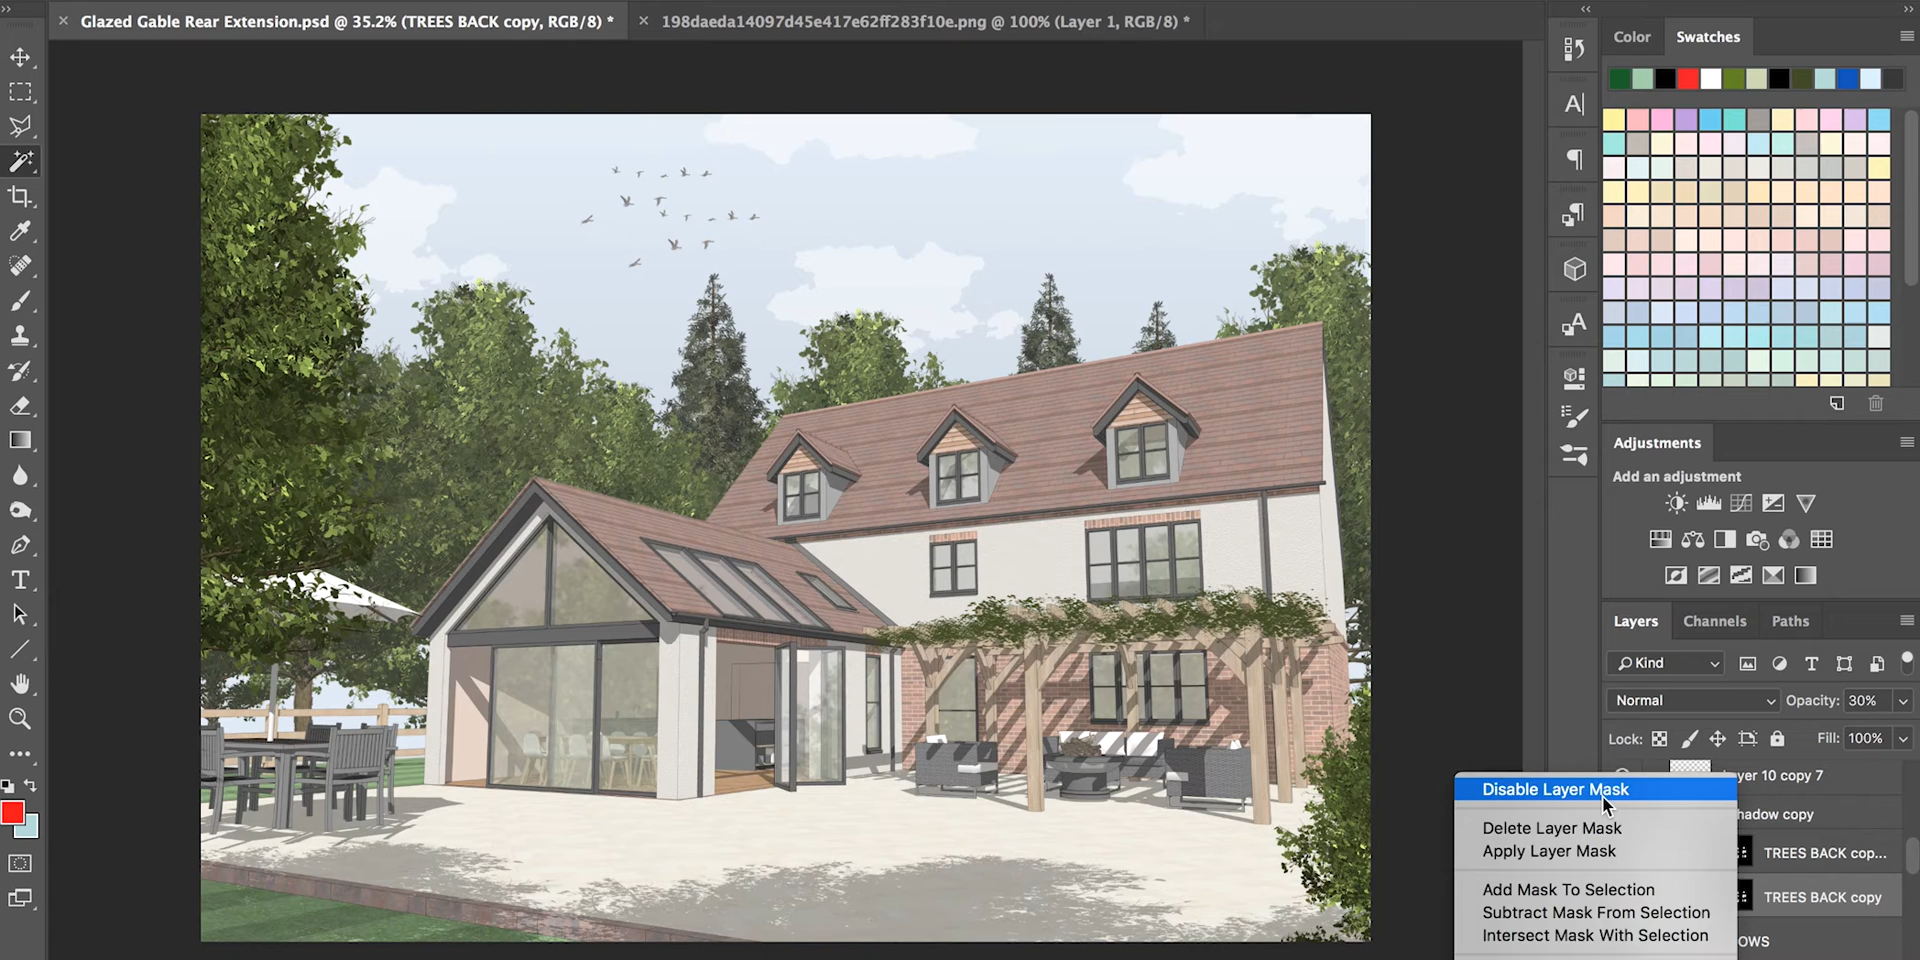 Glazed Gable Rear Extension.psd @ 35.2% (TREES BACK copy, RGB/8) *
198daeda14097d45e417e62ff283f10e.png @ 100% (Layer 1, RGB/8) *
Color
Swatches
Adjustments
Add an adjustment
Layers
Channels
Paths
Kind
Normal
Opacity: 30%
Lock:
Fill: 100%
ayer 10 copy 7
hadow copy
TREES BACK cop...
TREES BACK copy
OWS
Disable Layer Mask
Delete Layer Mask
Apply Layer Mask
Add Mask To Selection
Subtract Mask From Selection
Intersect Mask With Selection